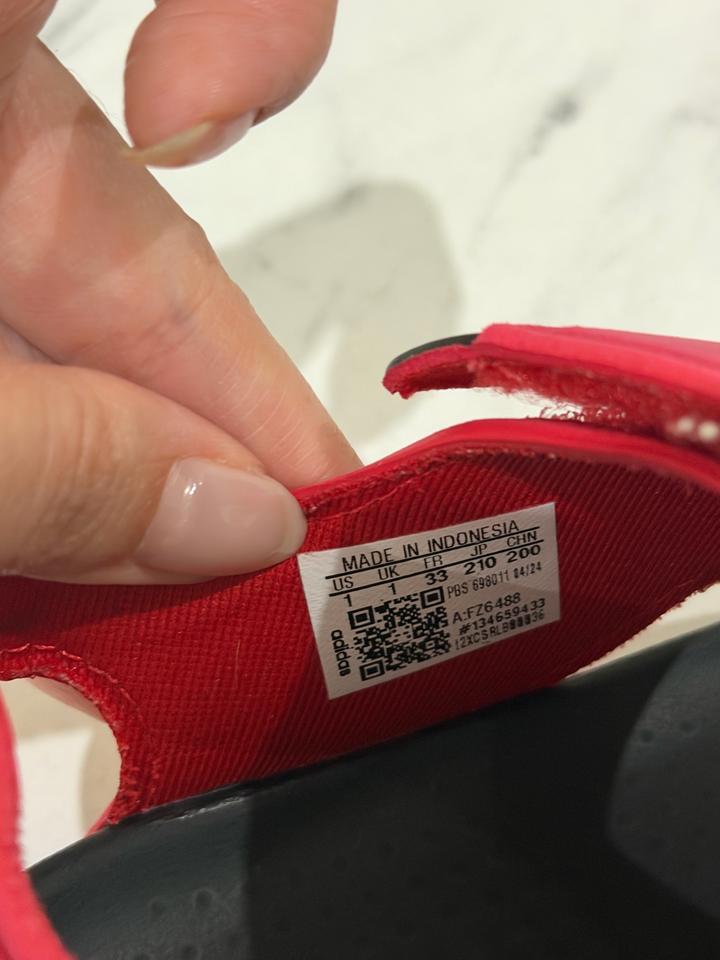 MADE IN INDONESIA
US UK FR JP CHN
1 1 33 210 200
PBS 698011 04/24
A:FZ6488
#134659433
adidas